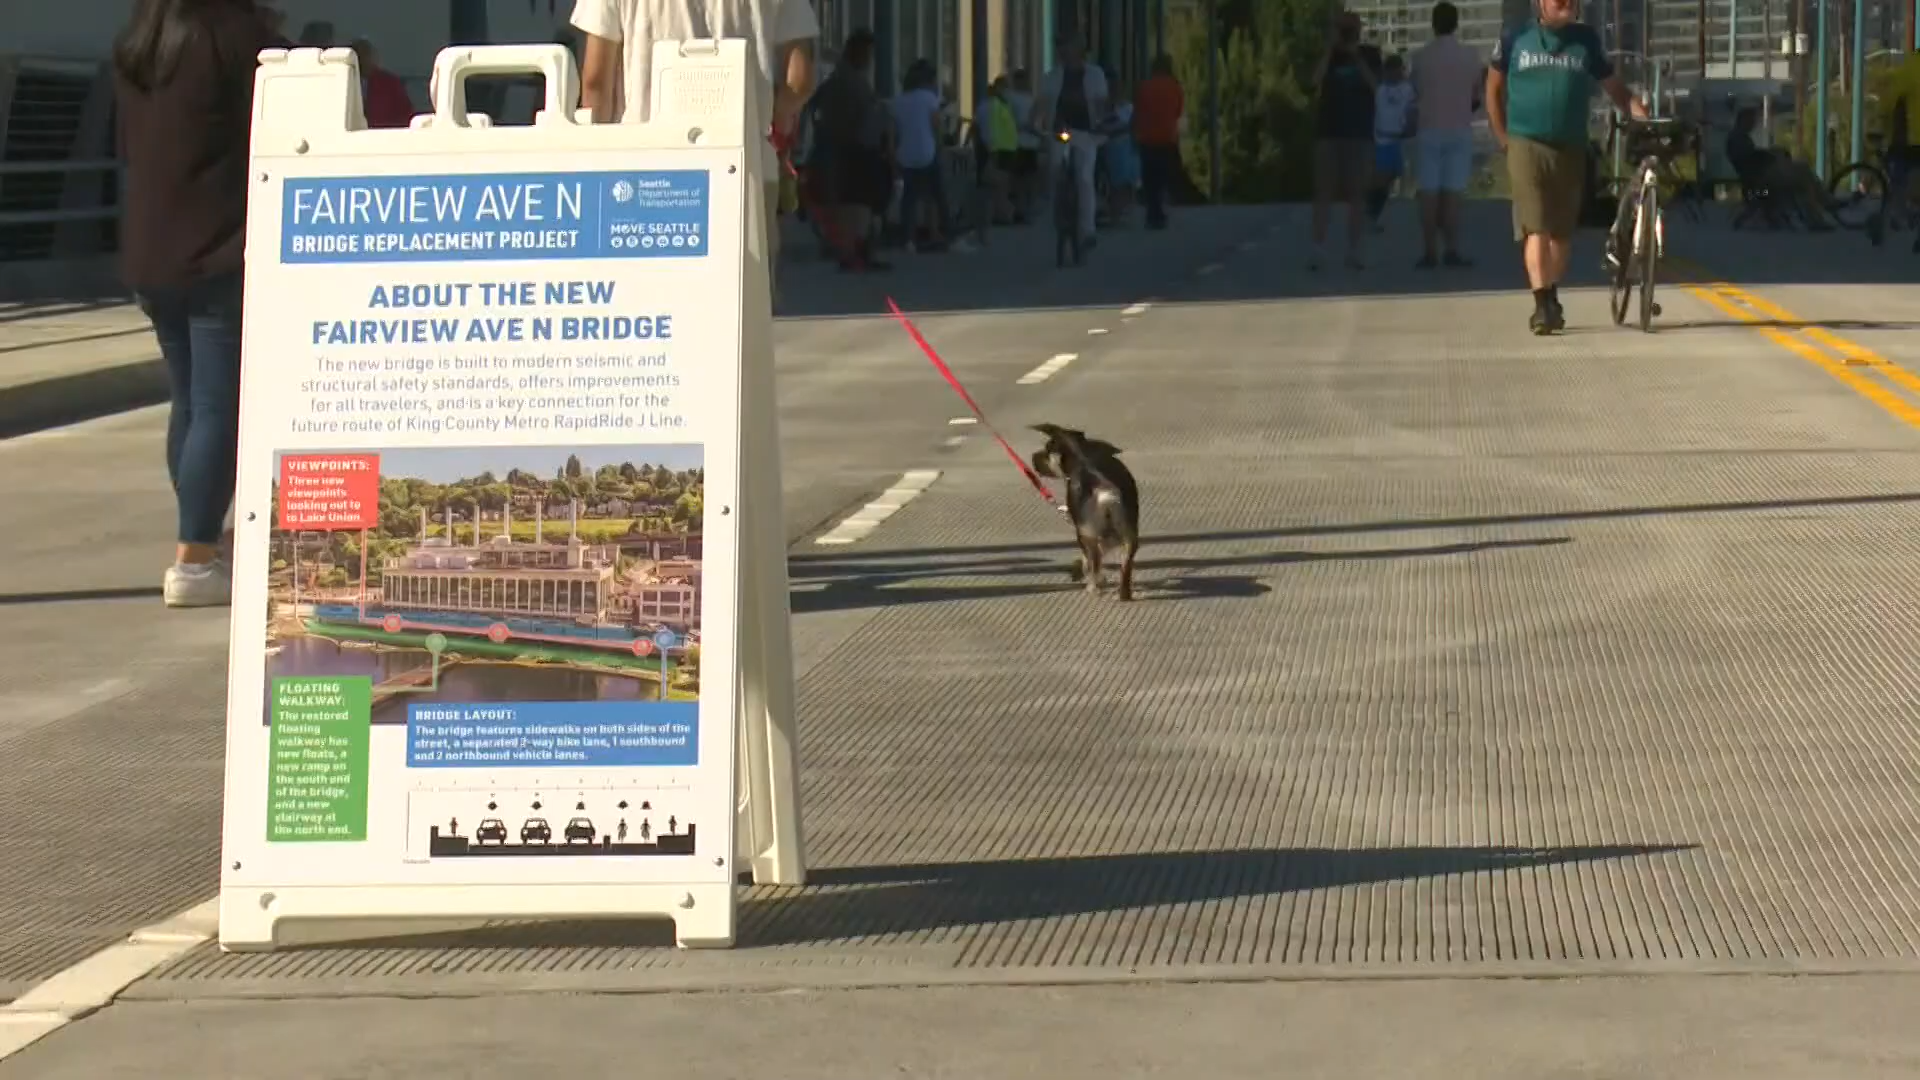 FAIRVIEW AVE N
BRIDGE REPLACEMENT PROJECT
Seattle
Department of
Transportation
MOVE SEATTLE
ABOUT THE NEW
FAIRVIEW AVE N BRIDGE
The new bridge is built to modern seismic and
structural safety standards, offers improvements
for all travelers, and is a key connection for the
future route of King County Metro RapidRide J Line.
VIEWPOINTS:
Three new
viewpoints
looking out to
to Lake Union.
FLOATING
WALKWAY:
The restored
floating
walkway has
new floats, a
new ramp on
the south end
of the bridge,
and a new
stairway at
the north end.
BRIDGE LAYOUT:
The bridge features sidewalks on both sides of the
street, a separated 2-way bike lane, 1 southbound
and 2 northbound vehicle lanes.